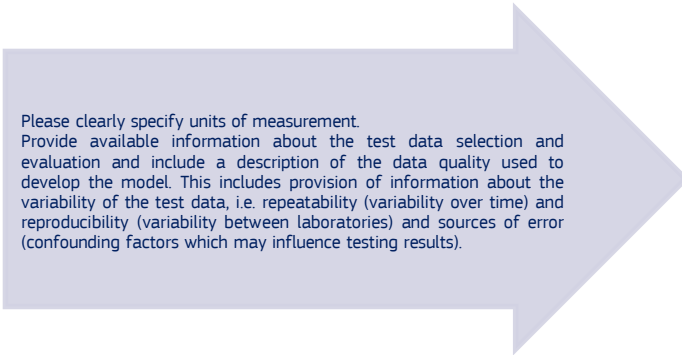 Please clearly specify units of measurement.
Provide available information about the test data selection and
evaluation and include a description of the data quality used to
develop the model. This includes provision of information about the
variability of the test data, i.e. repeatability (variability over time) and
reproducibility (variability between laboratories) and sources of error
(confounding factors which may influence testing results).